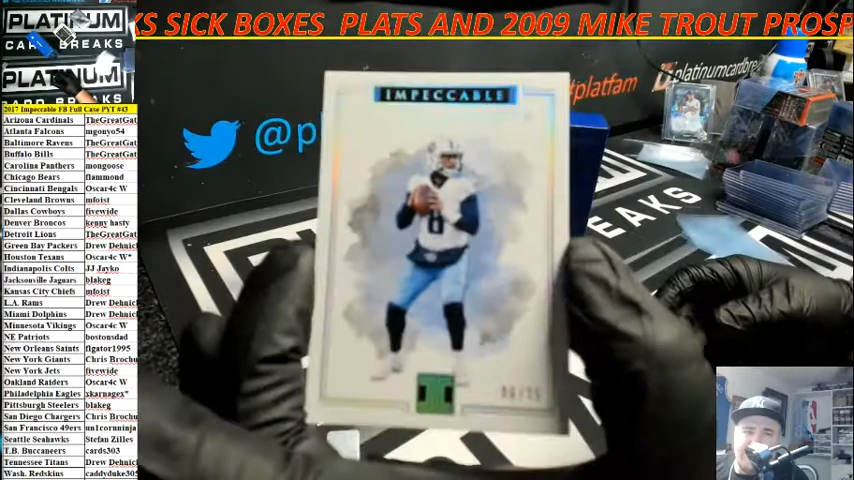 KS SICK BOXES  PLATS AND 2009 MIKE TROUT PROSP
PLATINUM
CARD BREAKS
PLATINUM
2017 Impeccable FB Full Case PYT #43
Arizona Cardinals TheGreatGat
Atlanta Falcons mgonyo54
Baltimore Ravens TheGreatGat
Buffalo Bills TheGreatGat
Carolina Panthers mongoose
Chicago Bears flammond
Cincinnati Bengals Oscar4c W
Cleveland Browns mfoist
Dallas Cowboys fivewide
Denver Broncos kenny hasty
Detroit Lions TheGreatGat
Green Bay Packers Drew Dehnic
Houston Texans Oscar4c W*
Indianapolis Colts JJ Jayko
Jacksonville Jaguars blakeg
Kansas City Chiefs mfoist
L.A. Rams Drew Dehnic
Miami Dolphins Drew Dehnic
Minnesota Vikings Oscar4c W
NE Patriots bostonsdad
New Orleans Saints flgator1995
New York Giants Chris Brochu
New York Jets fivewide
Oakland Raiders Oscar4c W
Philadelphia Eagles xkarnagex*
Pittsburgh Steelers blakeg
San Diego Chargers Chris Brochu
San Francisco 49ers un1corninja
Seattle Seahawks Stefan Zilles
T.B. Buccaneers cards303
Tennessee Titans Drew Dehnic
Wash. Redskins caddyduke305
IMPECCABLE
8
@p
#platfam
platinumcardbre
EAKS